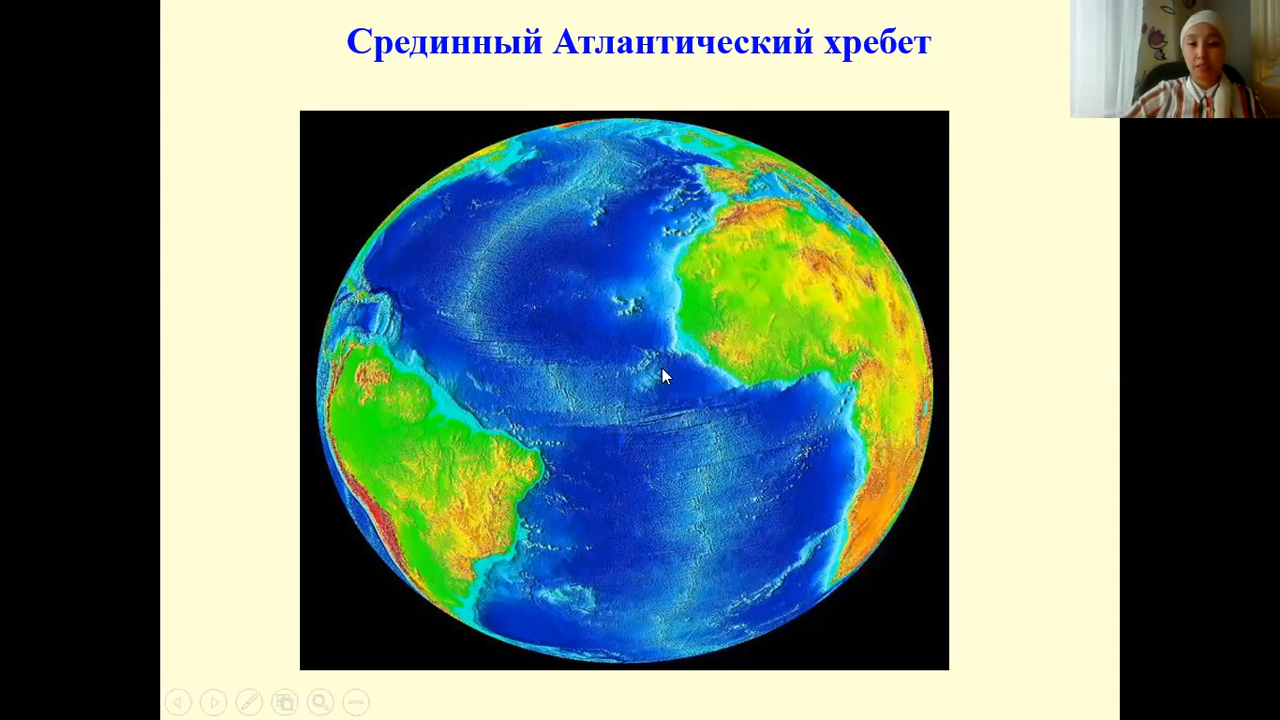 Срединный Атлантический хребет